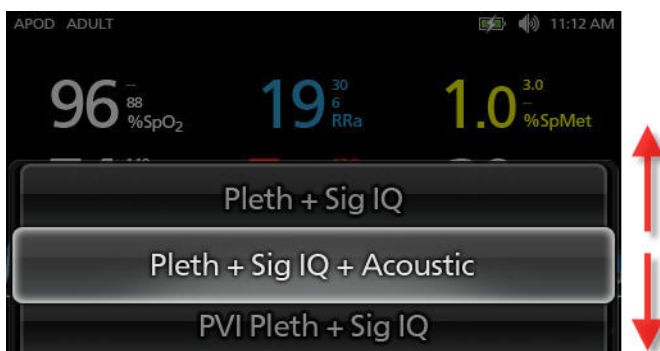 APOD ADULT 11:12 AM
96 -- 88 %SpO2 19 30 6 RRa 1.0 3.0 -- %SpMet
Pleth + Sig IQ
Pleth + Sig IQ + Acoustic
PVI Pleth + Sig IQ